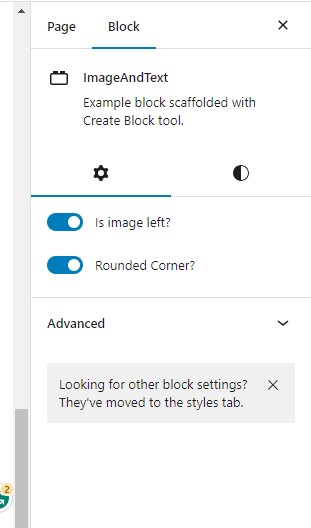 Page Block
ImageAndText
Example block scaffolded with
Create Block tool.
Is image left?
Rounded Corner?
Advanced
Looking for other block settings?
They've moved to the styles tab.
2